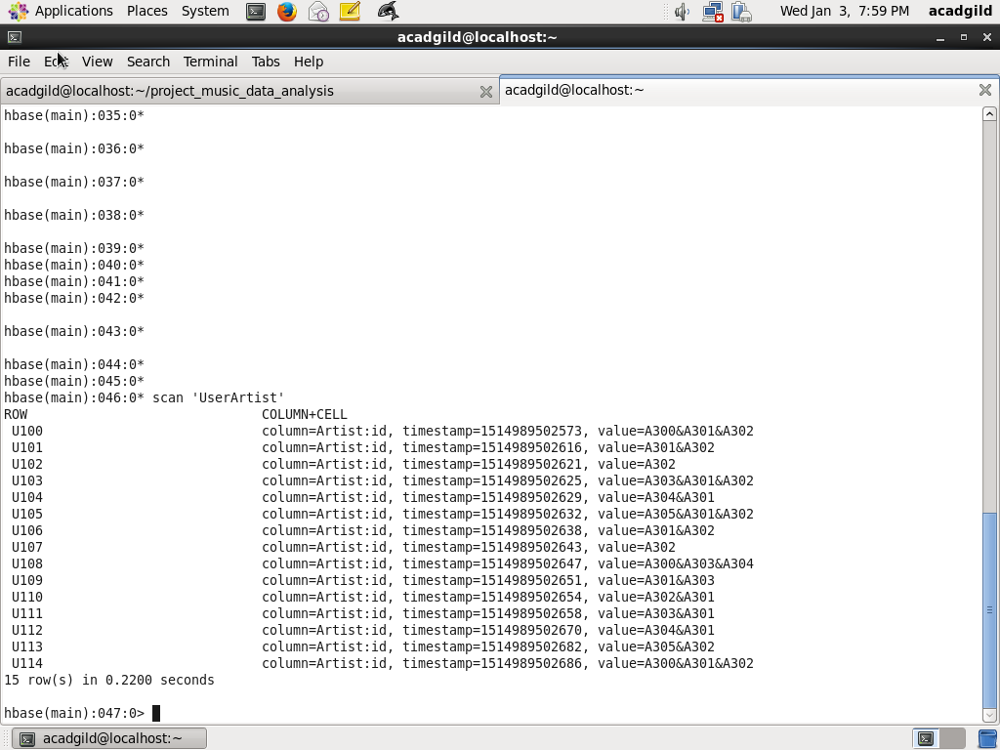 Applications Places System Wed Jan 3, 7:59 PM acadgild
acadgild@localhost:~
File Edit View Search Terminal Tabs Help
acadgild@localhost:~/project_music_data_analysis
acadgild@localhost:~
hbase(main):035:0*
hbase(main):036:0*
hbase(main):037:0*
hbase(main):038:0*
hbase(main):039:0*
hbase(main):040:0*
hbase(main):041:0*
hbase(main):042:0*
hbase(main):043:0*
hbase(main):044:0*
hbase(main):045:0*
hbase(main):046:0* scan 'UserArtist'
ROW COLUMN+CELL
U100 column=Artist:id, timestamp=1514989502573, value=A300&A301&A302
U101 column=Artist:id, timestamp=1514989502616, value=A301&A302
U102 column=Artist:id, timestamp=1514989502621, value=A302
U103 column=Artist:id, timestamp=1514989502625, value=A303&A301&A302
U104 column=Artist:id, timestamp=1514989502629, value=A304&A301
U105 column=Artist:id, timestamp=1514989502632, value=A305&A301&A302
U106 column=Artist:id, timestamp=1514989502638, value=A301&A302
U107 column=Artist:id, timestamp=1514989502643, value=A302
U108 column=Artist:id, timestamp=1514989502647, value=A300&A303&A304
U109 column=Artist:id, timestamp=1514989502651, value=A301&A303
U110 column=Artist:id, timestamp=1514989502654, value=A302&A301
U111 column=Artist:id, timestamp=1514989502658, value=A303&A301
U112 column=Artist:id, timestamp=1514989502670, value=A304&A301
U113 column=Artist:id, timestamp=1514989502682, value=A305&A302
U114 column=Artist:id, timestamp=1514989502686, value=A300&A301&A302
15 row(s) in 0.2200 seconds
hbase(main):047:0>
acadgild@localhost:~